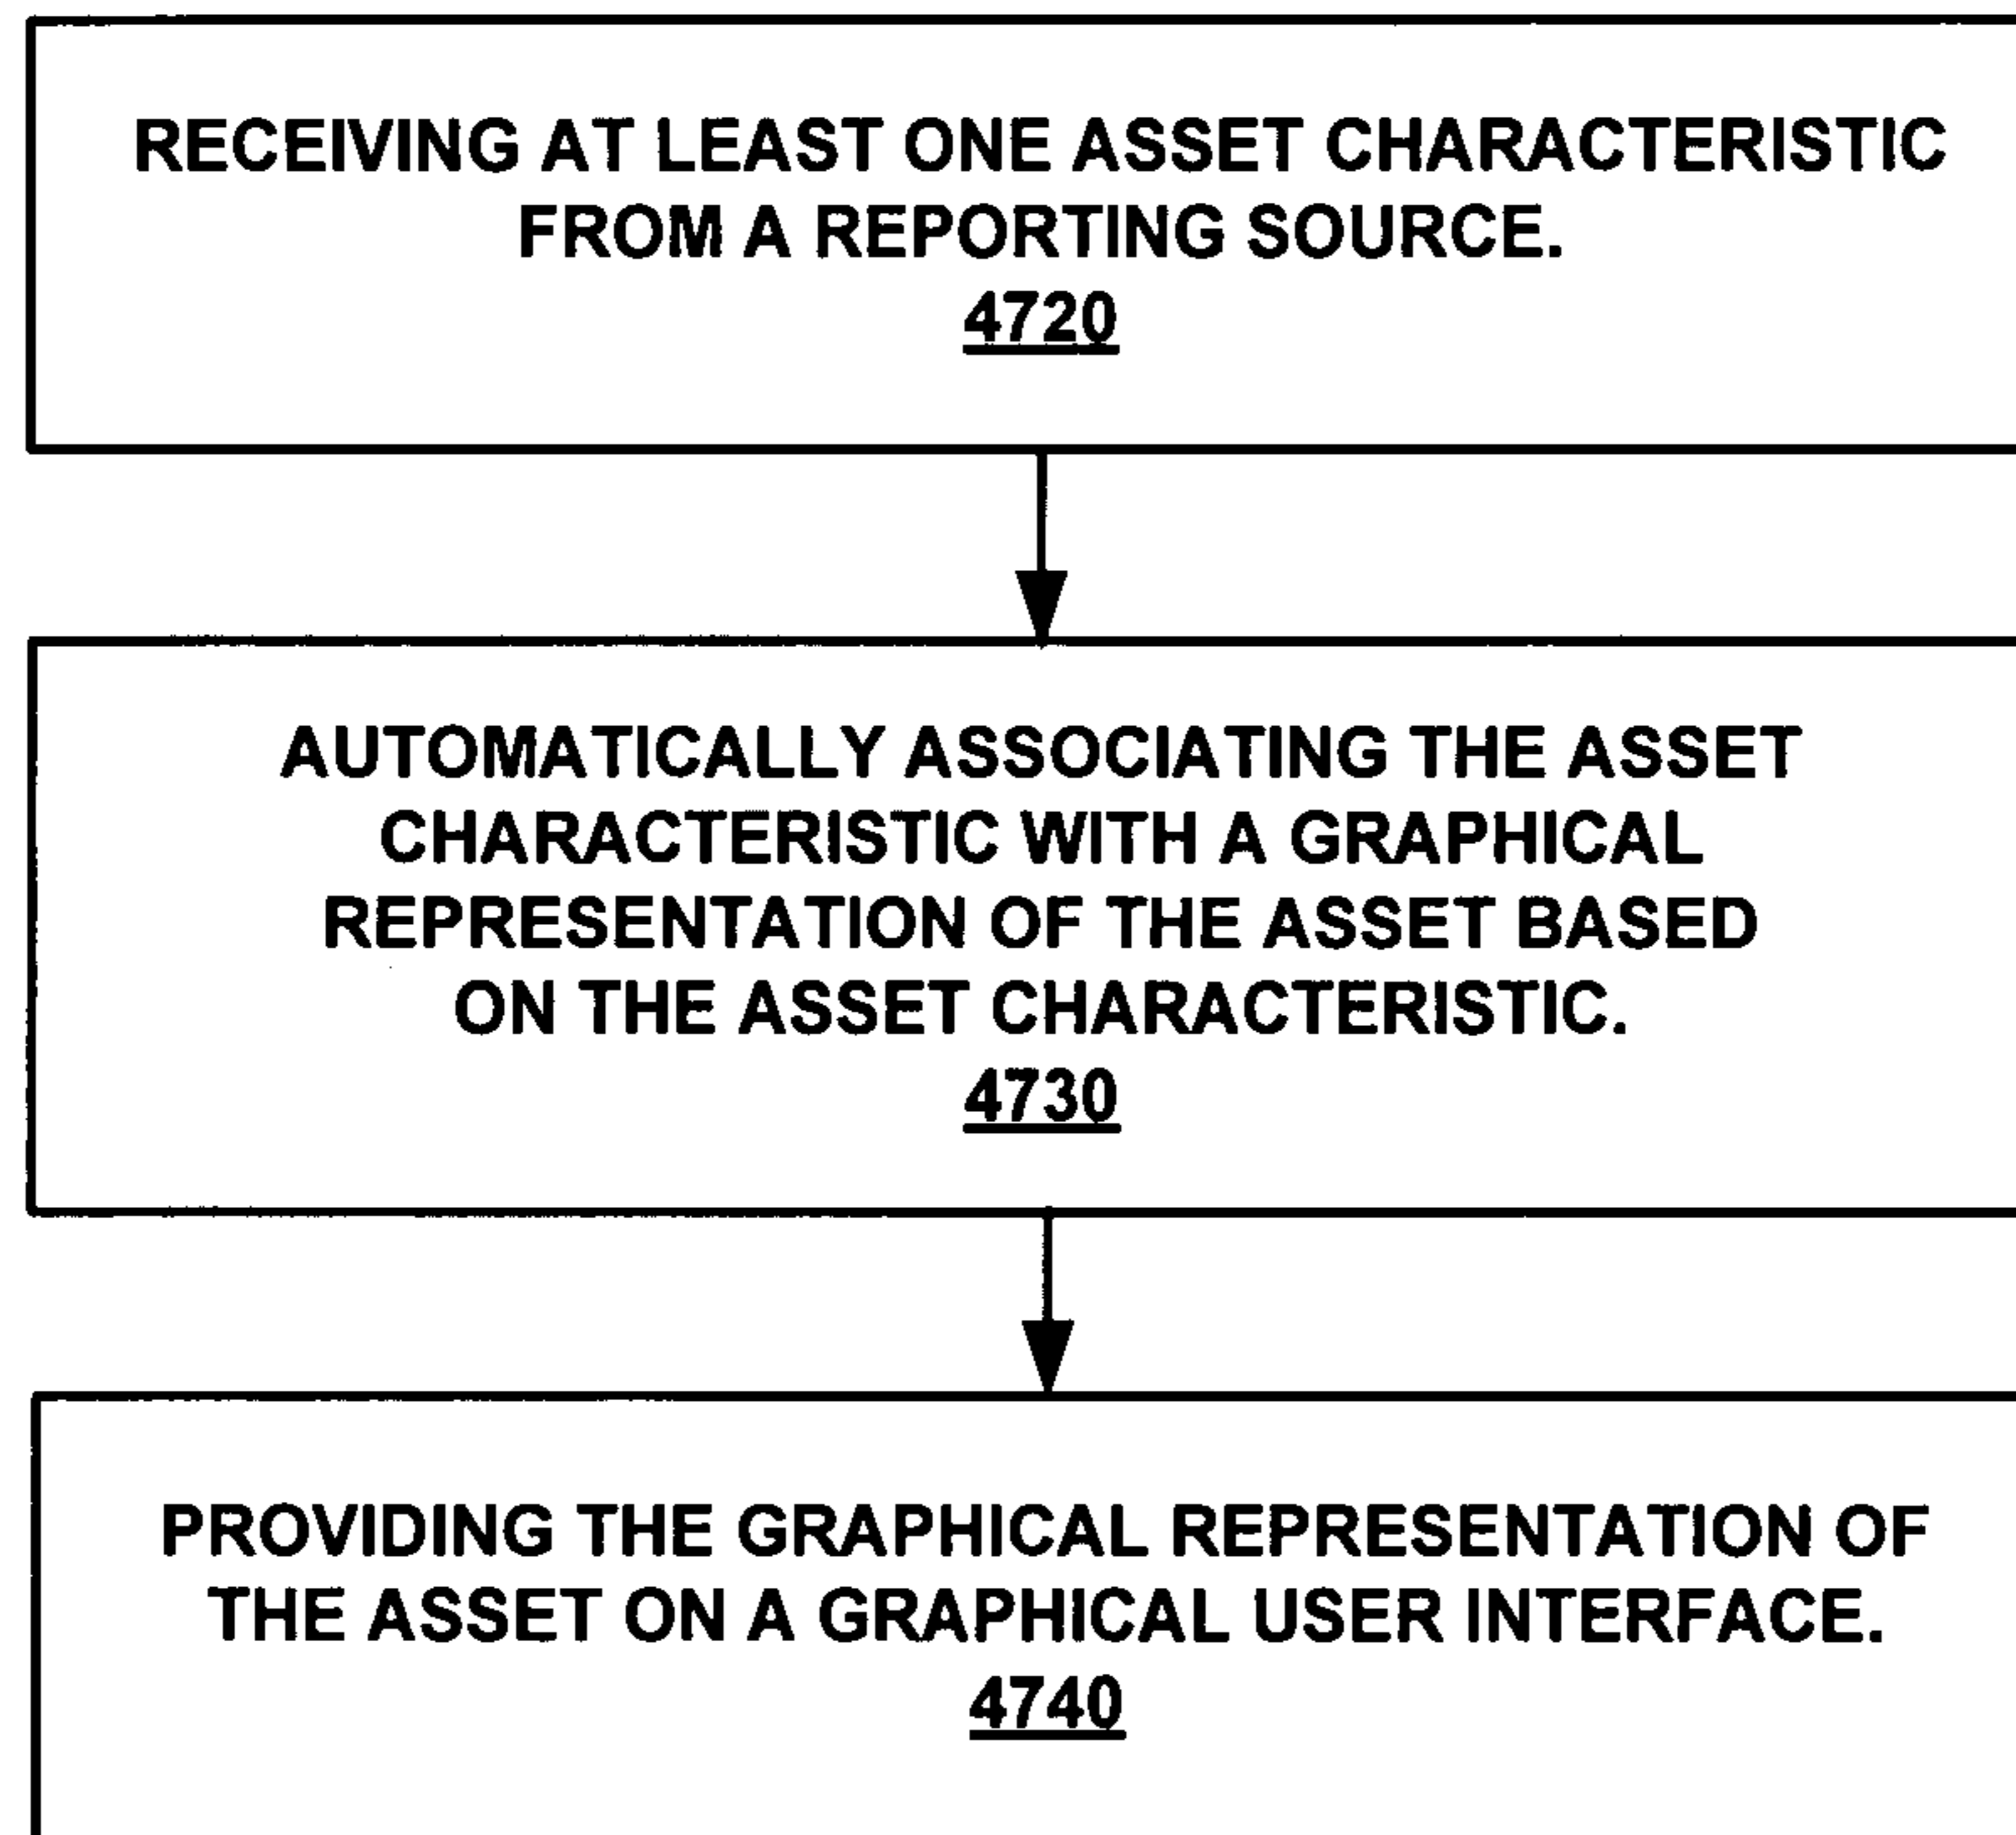 RECEIVING AT LEAST ONE ASSET CHARACTERISTIC
FROM A REPORTING SOURCE.
4720
AUTOMATICALLY ASSOCIATING THE ASSET
CHARACTERISTIC WITH A GRAPHICAL
REPRESENTATION OF THE ASSET BASED
ON THE ASSET CHARACTERISTIC.
4730
PROVIDING THE GRAPHICAL REPRESENTATION OF
THE ASSET ON A GRAPHICAL USER INTERFACE.
4740